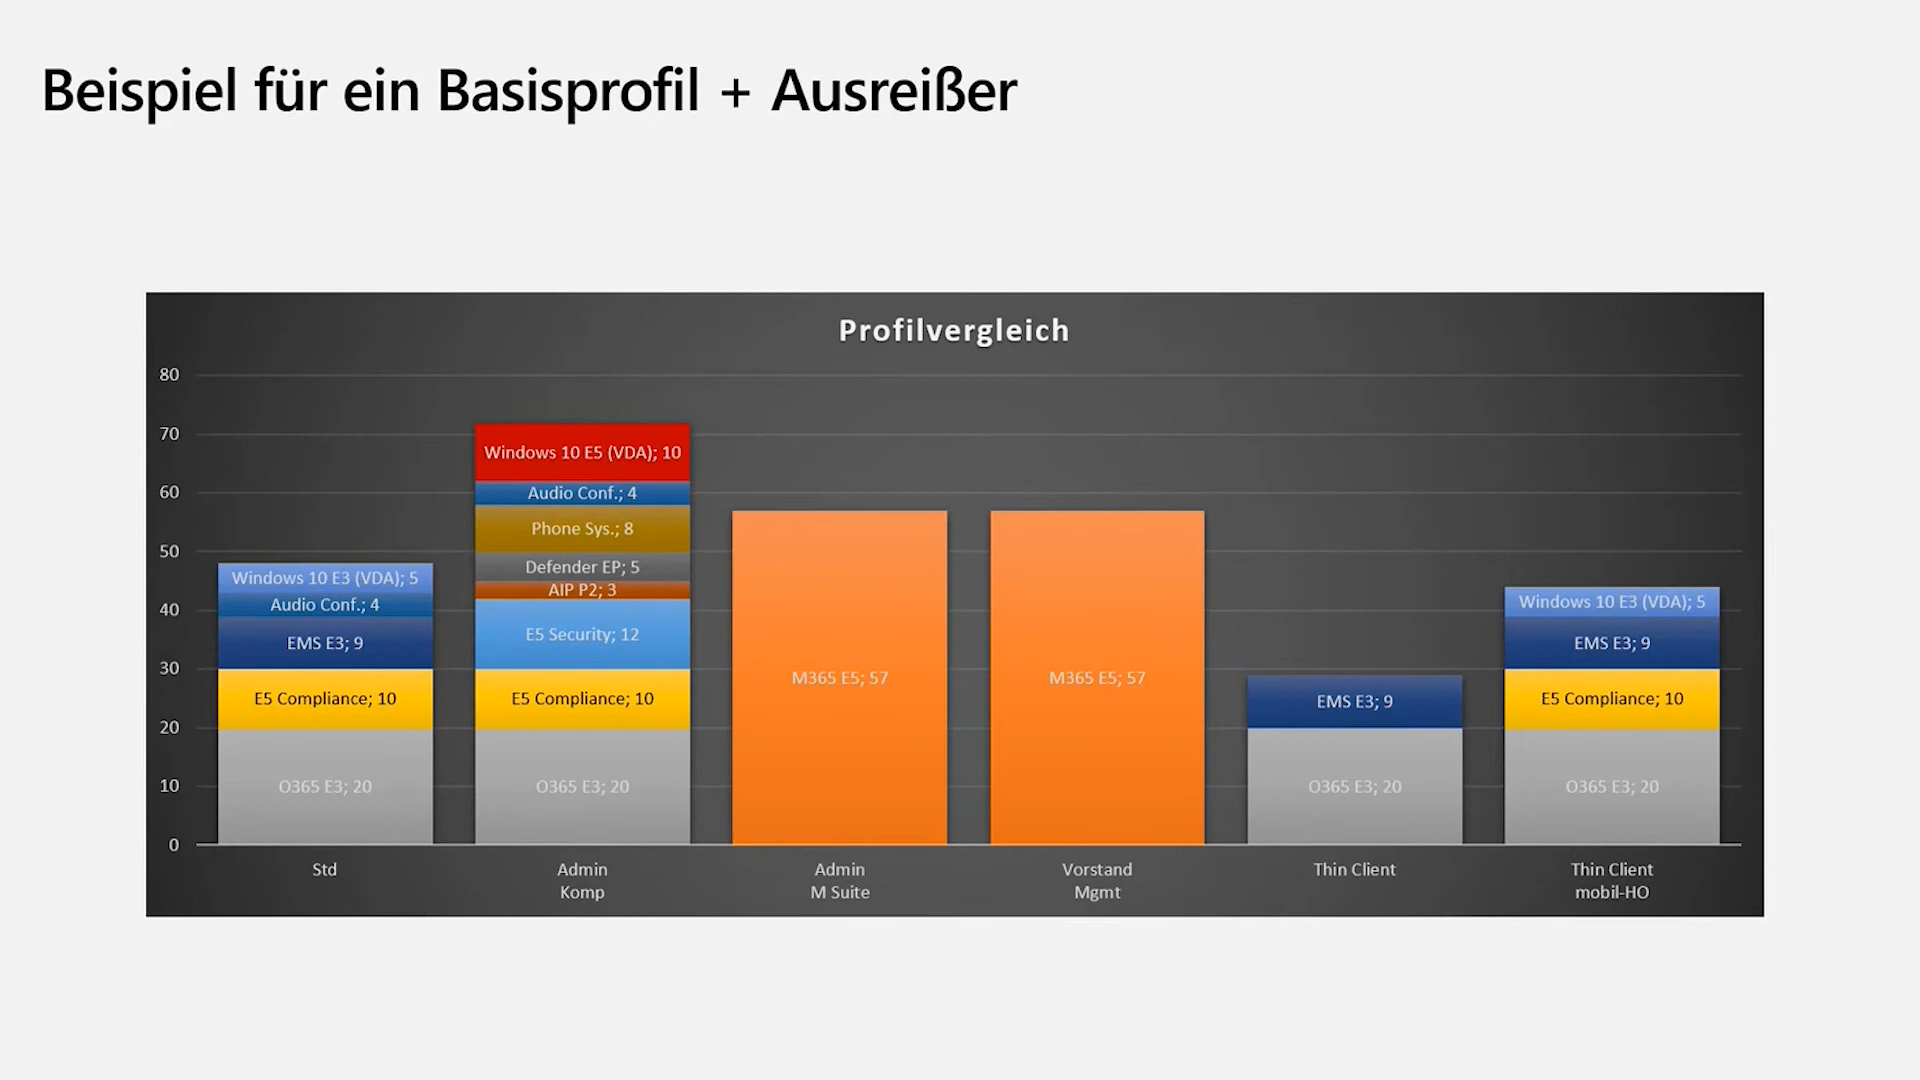 Beispiel für ein Basisprofil + Ausreißer
Profilvergleich
80
70
60
50
40
30
20
10
0
Windows 10 E3 (VDA); 5
Audio Conf.; 4
EMS E3; 9
E5 Compliance; 10
O365 E3; 20
Windows 10 E5 (VDA); 10
Audio Conf.; 4
Phone Sys.; 8
Defender EP; 5
AIP P2; 3
E5 Security; 12
E5 Compliance; 10
O365 E3; 20
M365 E5; 57
M365 E5; 57
EMS E3; 9
O365 E3; 20
Windows 10 E3 (VDA); 5
EMS E3; 9
E5 Compliance; 10
O365 E3; 20
Std
Admin
Komp
Admin
M Suite
Vorstand
Mgmt
Thin Client
Thin Client
mobil-HO